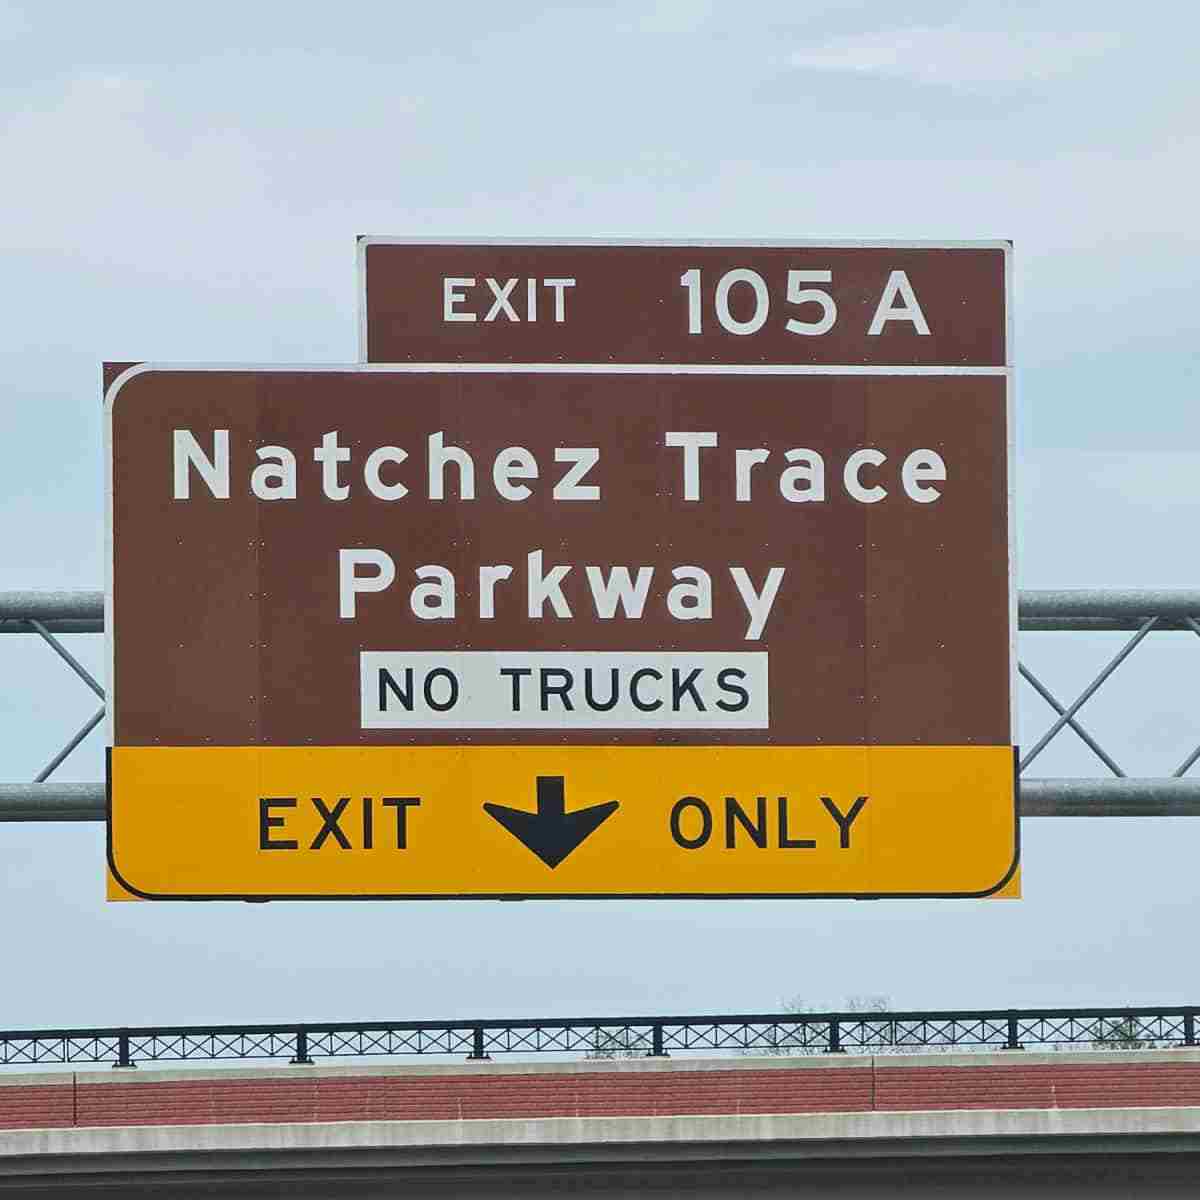 EXIT 105 A
Natchez Trace
Parkway
NO TRUCKS
EXIT ONLY